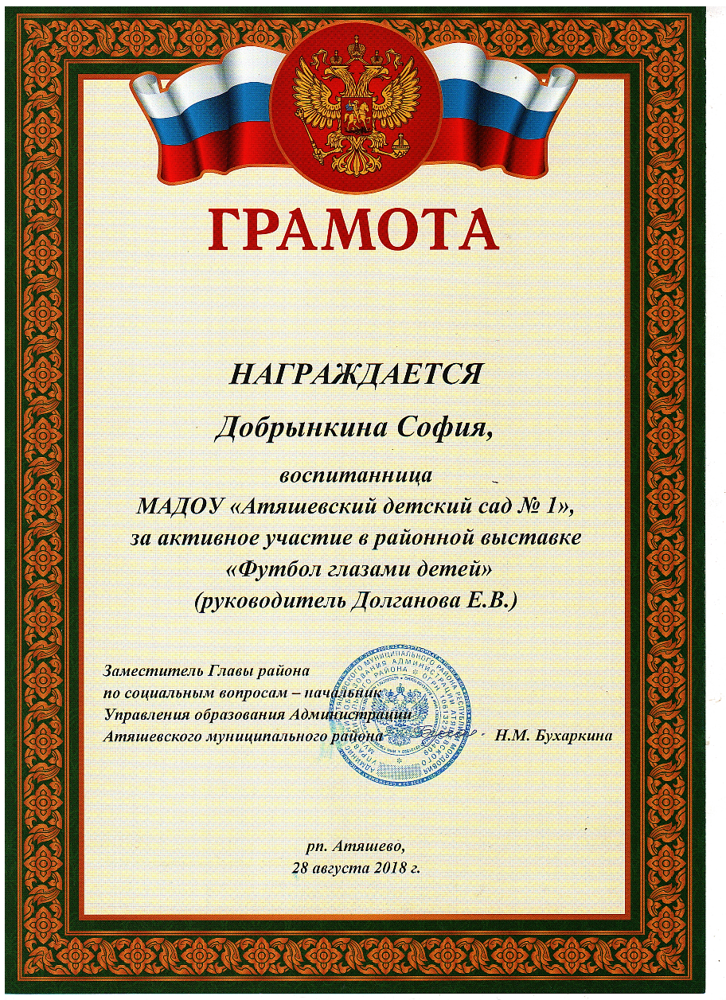 ГРАМОТА
НАГРАЖДАЕТСЯ
Добрынкина София,
воспитанница
МАДОУ «Атяшевский детский сад № 1»,
за активное участие в районной выставке
«Футбол глазами детей»
(руководитель Долганова Е.В.)
Заместитель Главы района
по социальным вопросам – начальник
Управления образования Администрации
Атяшевского муниципального района
Н.М. Бухаркина
рп. Атяшево,
28 августа 2018 г.